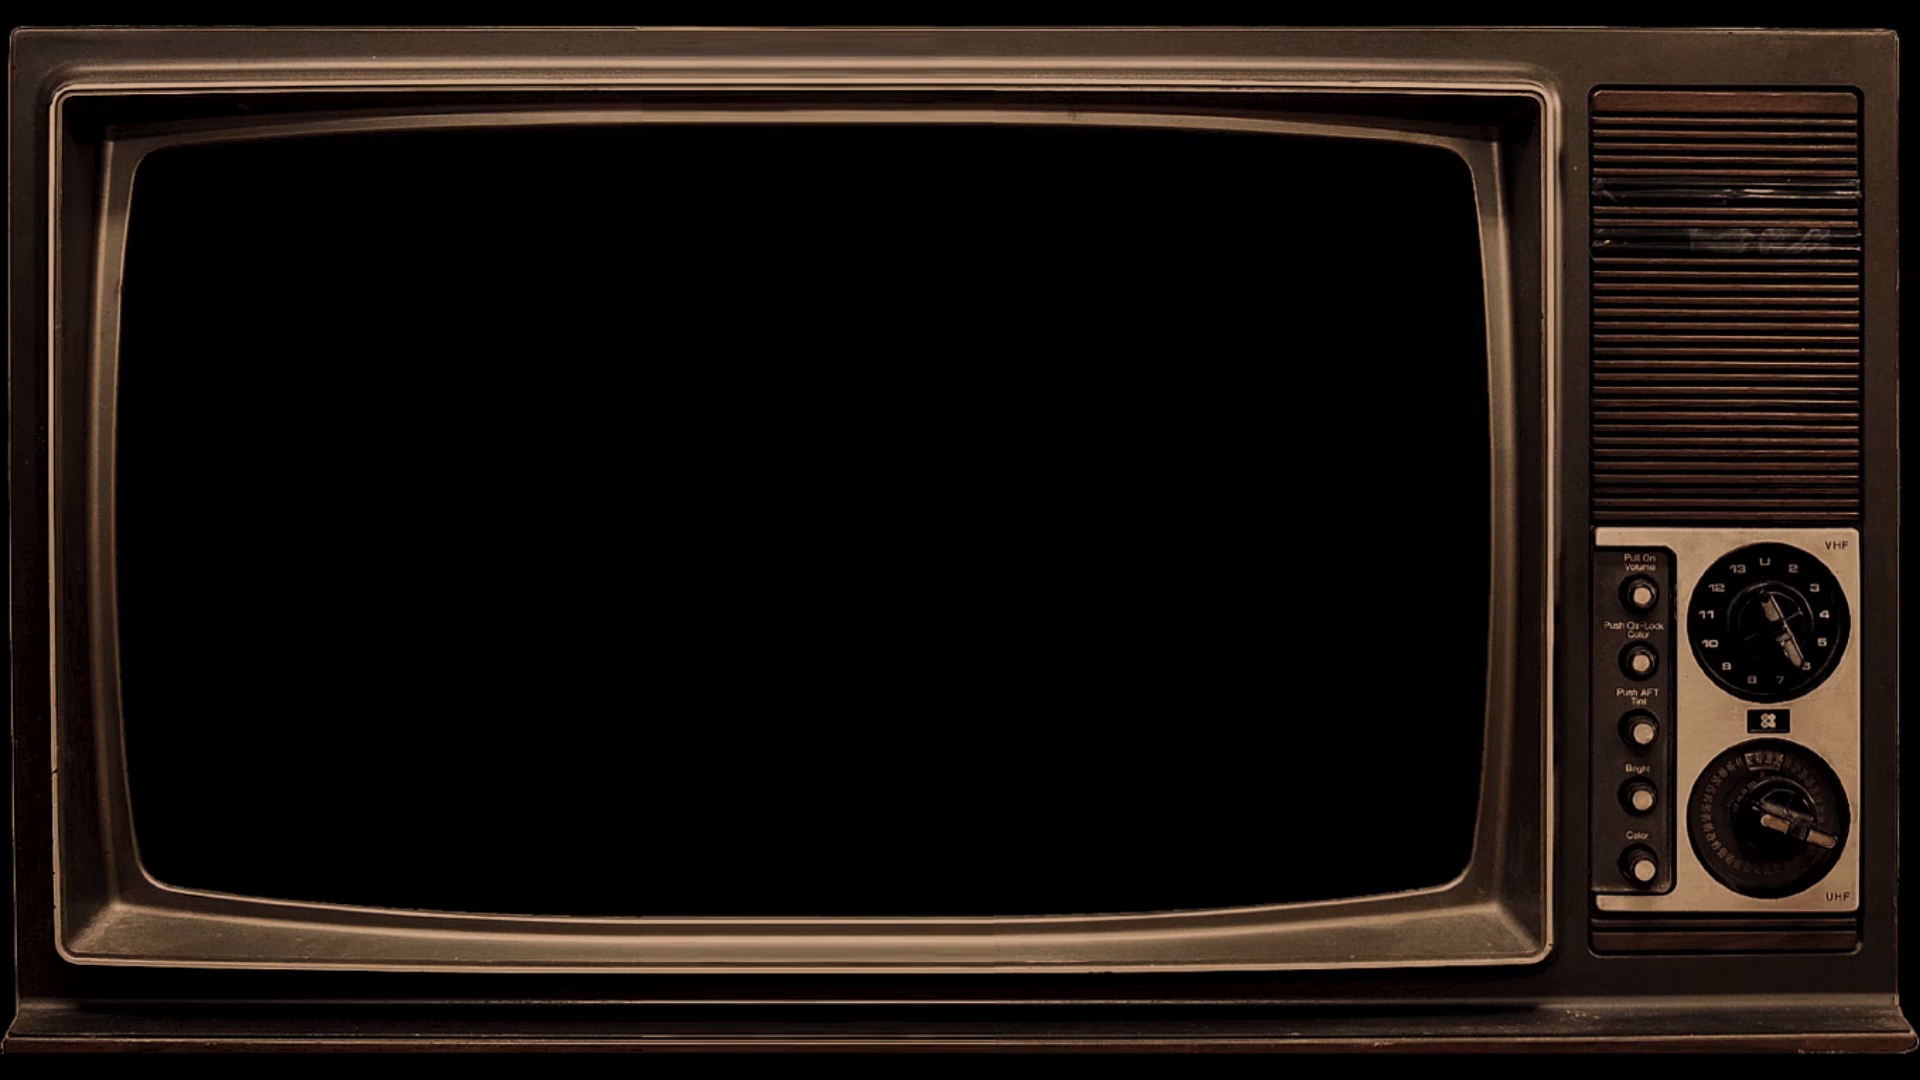 VHF
Pull On
Volume
Push On-Lock
Color
Push AFT
Tint
Bright
Color
U
2
3
4
5
6
7
8
9
10
11
12
13
UHF